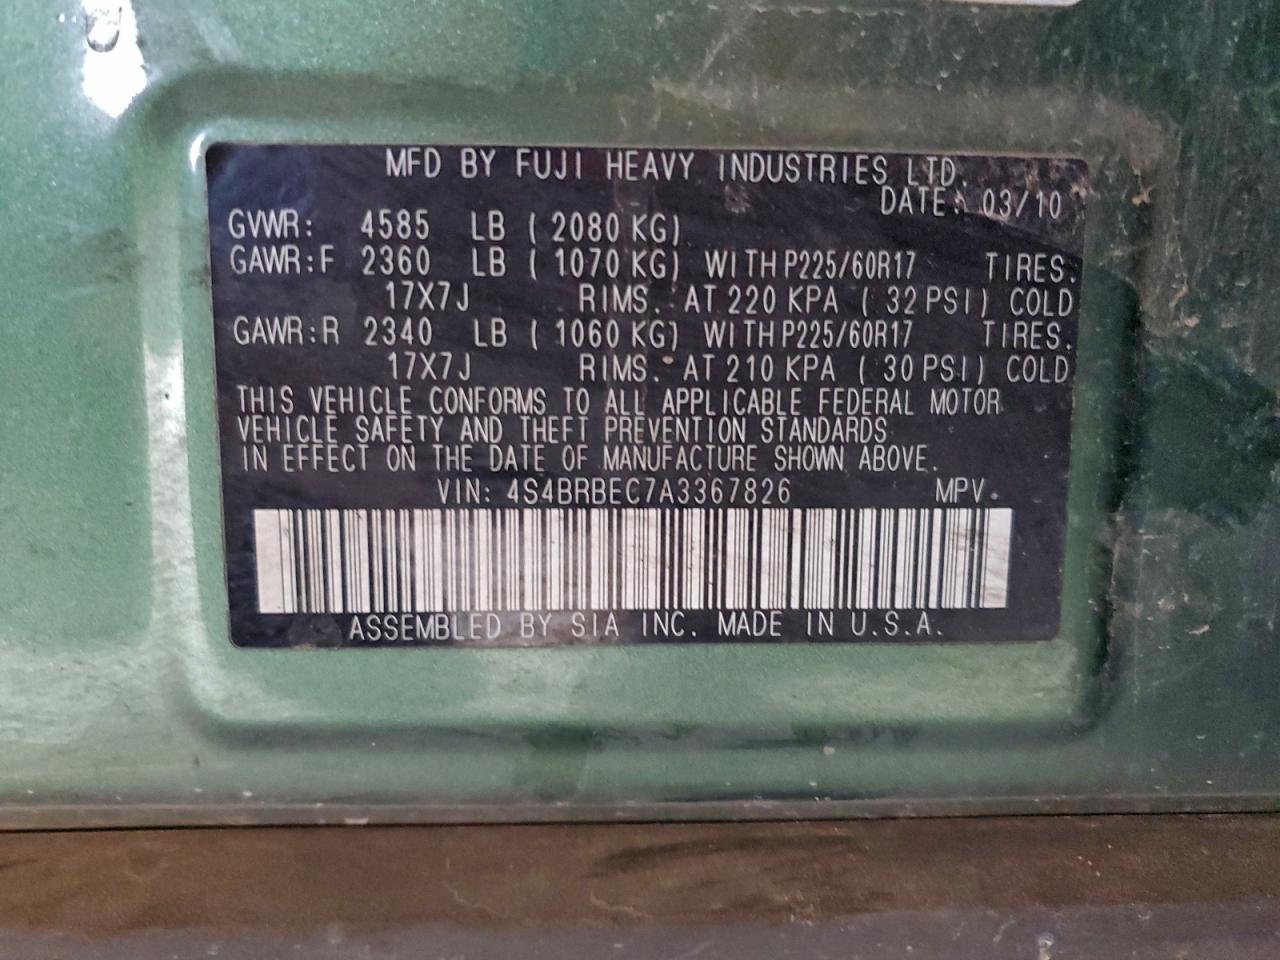 MFD BY FUJI HEAVY INDUSTRIES LTD.
DATE: 03/10
GVWR: 4585 LB ( 2080 KG)
GAWR:F 2360 LB ( 1070 KG) WITH P225/60R17 TIRES.
17X7J RIMS. AT 220 KPA ( 32 PSI) COLD
GAWR:R 2340 LB ( 1060 KG) WITH P225/60R17 TIRES.
17X7J RIMS. AT 210 KPA ( 30 PSI) COLD
THIS VEHICLE CONFORMS TO ALL APPLICABLE FEDERAL MOTOR
VEHICLE SAFETY AND THEFT PREVENTION STANDARDS
IN EFFECT ON THE DATE OF MANUFACTURE SHOWN ABOVE.
VIN: 4S4BRBEC7A3367826 MPV.
ASSEMBLED BY SIA INC. MADE IN U.S.A.